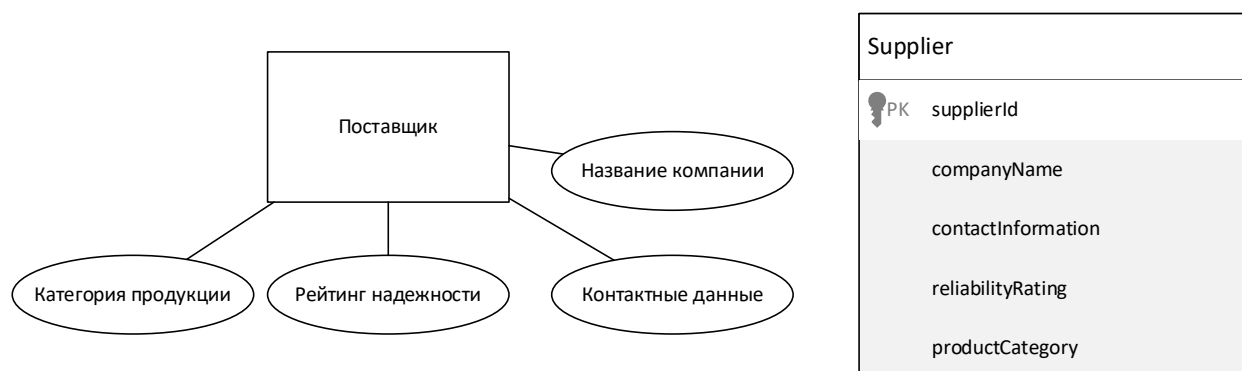 Поставщик
Название компании
Категория продукции
Рейтинг надежности
Контактные данные
Supplier
PK supplierId
companyName
contactInformation
reliabilityRating
productCategory